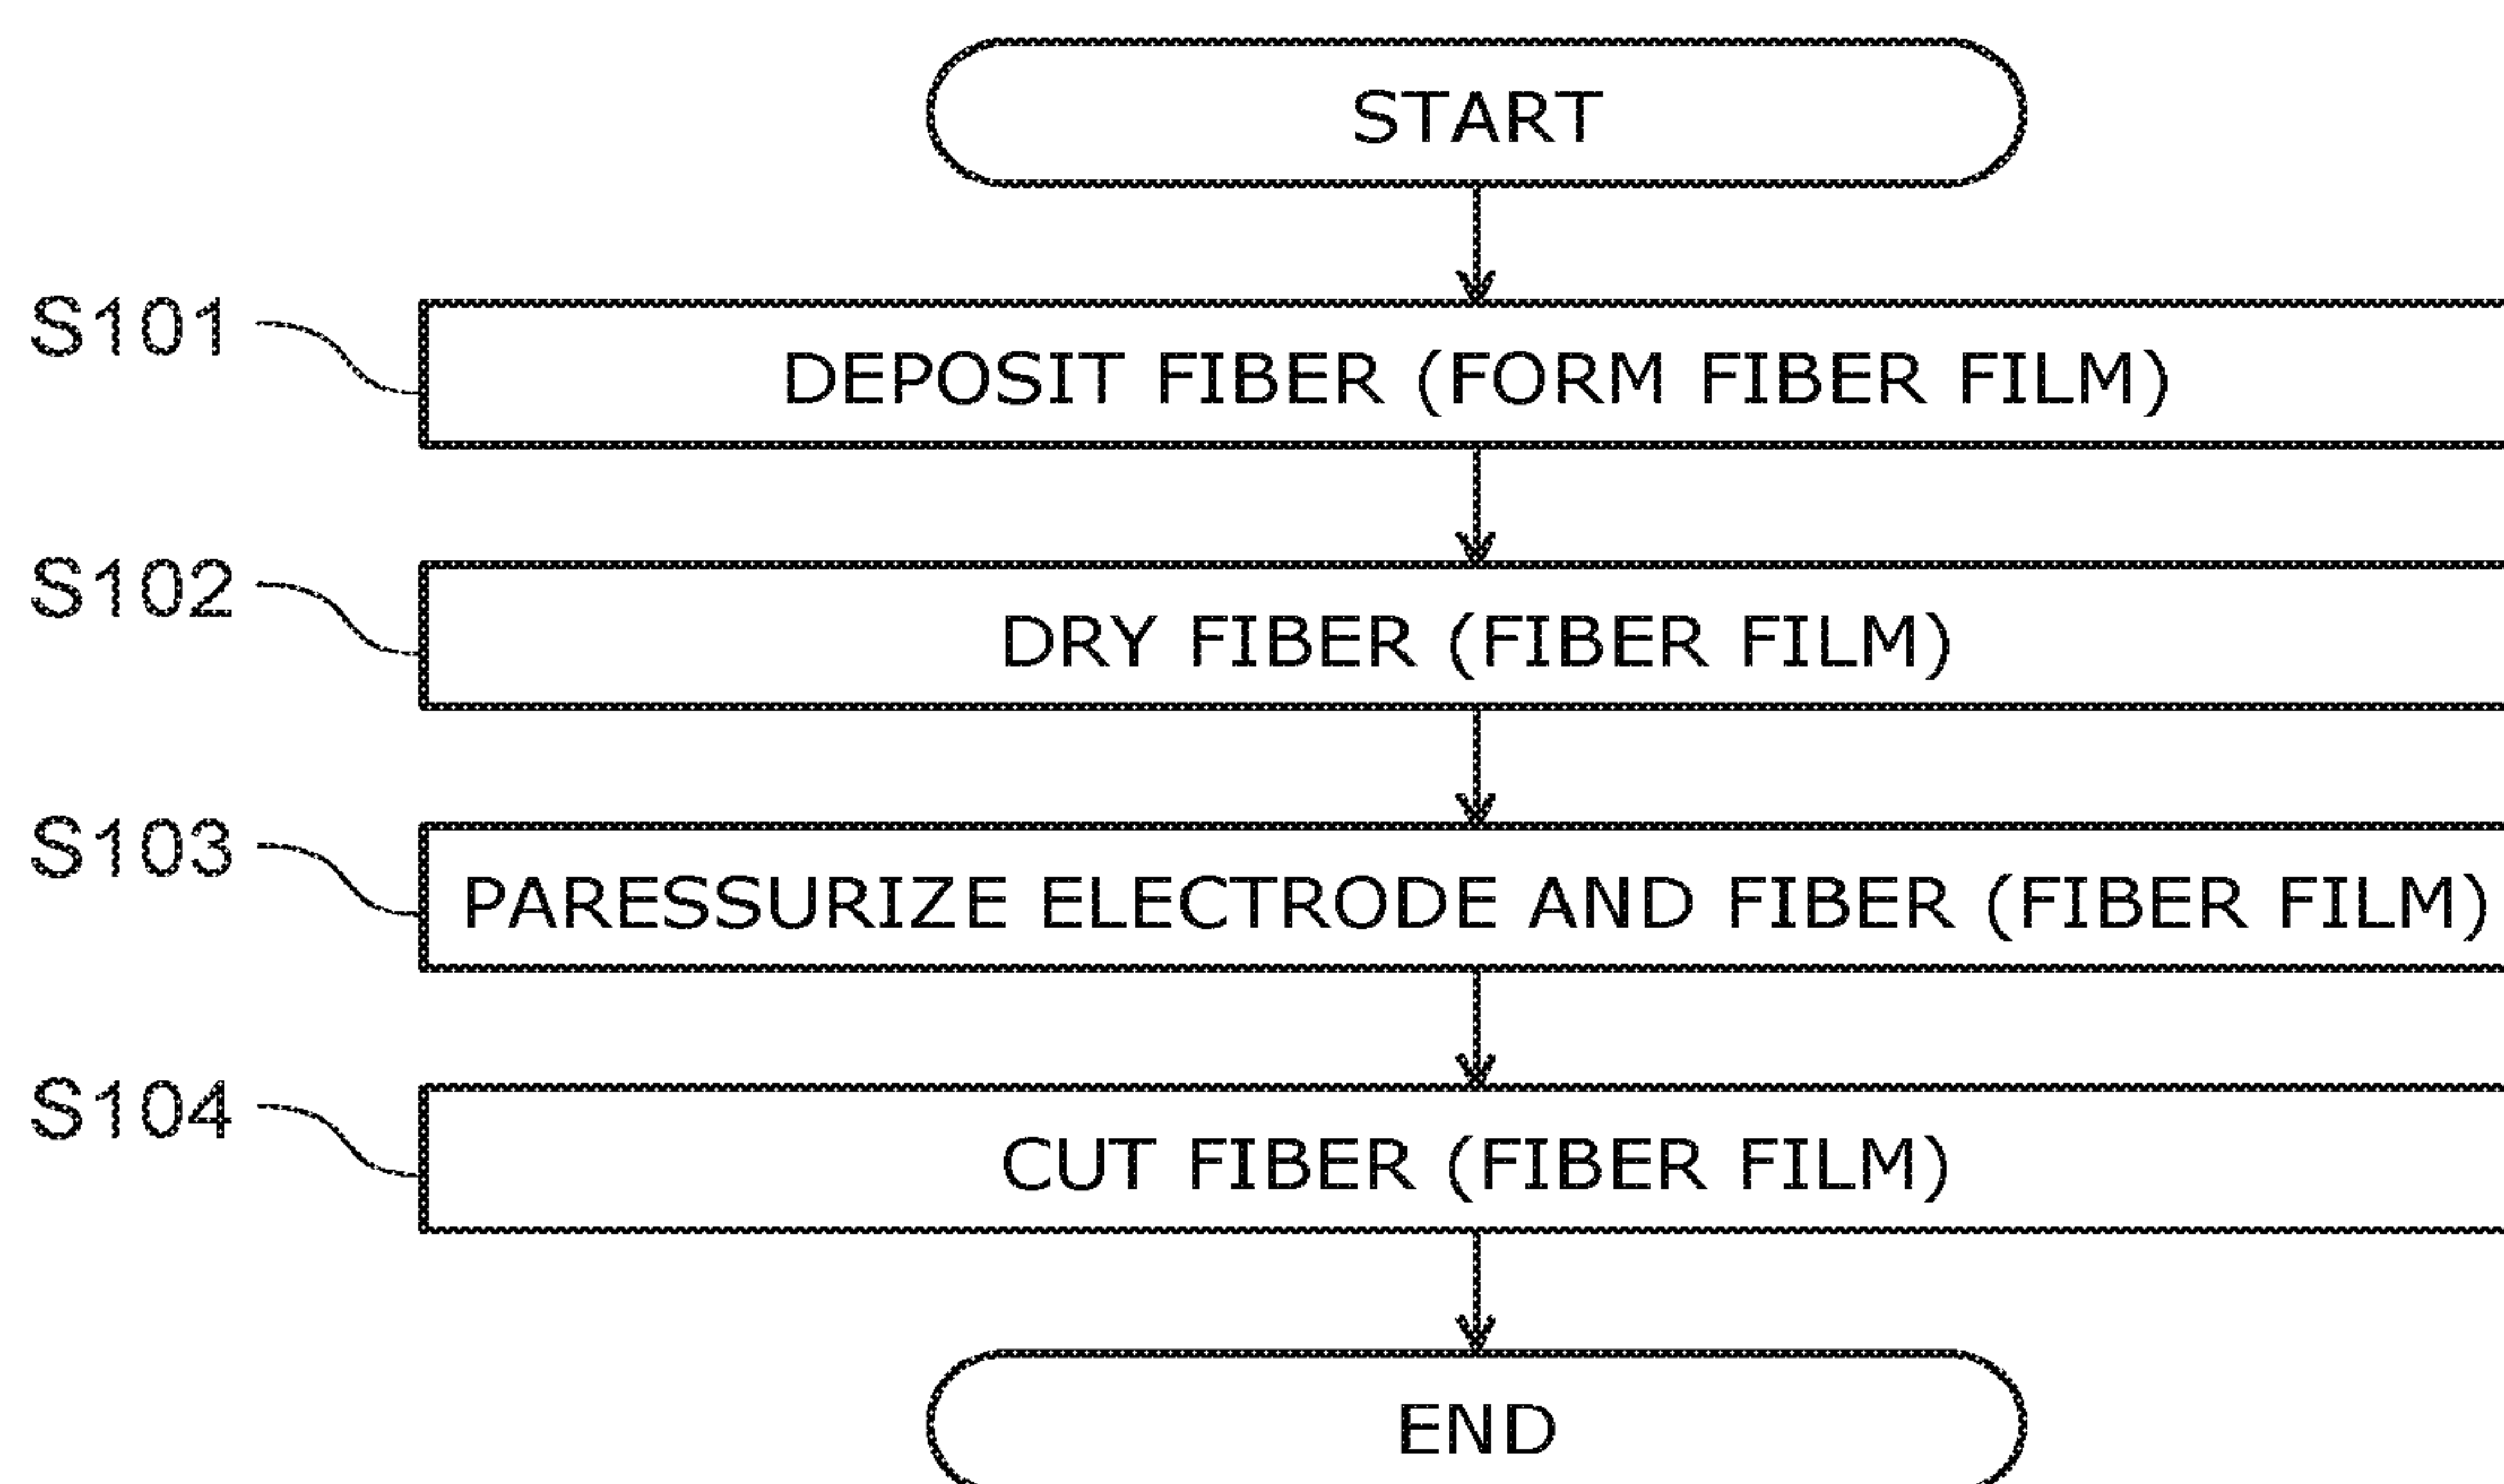 START
S101
DEPOSIT FIBER (FORM FIBER FILM)
S102
DRY FIBER (FIBER FILM)
S103
PARESSURIZE ELECTRODE AND FIBER (FIBER FILM)
S104
CUT FIBER (FIBER FILM)
END